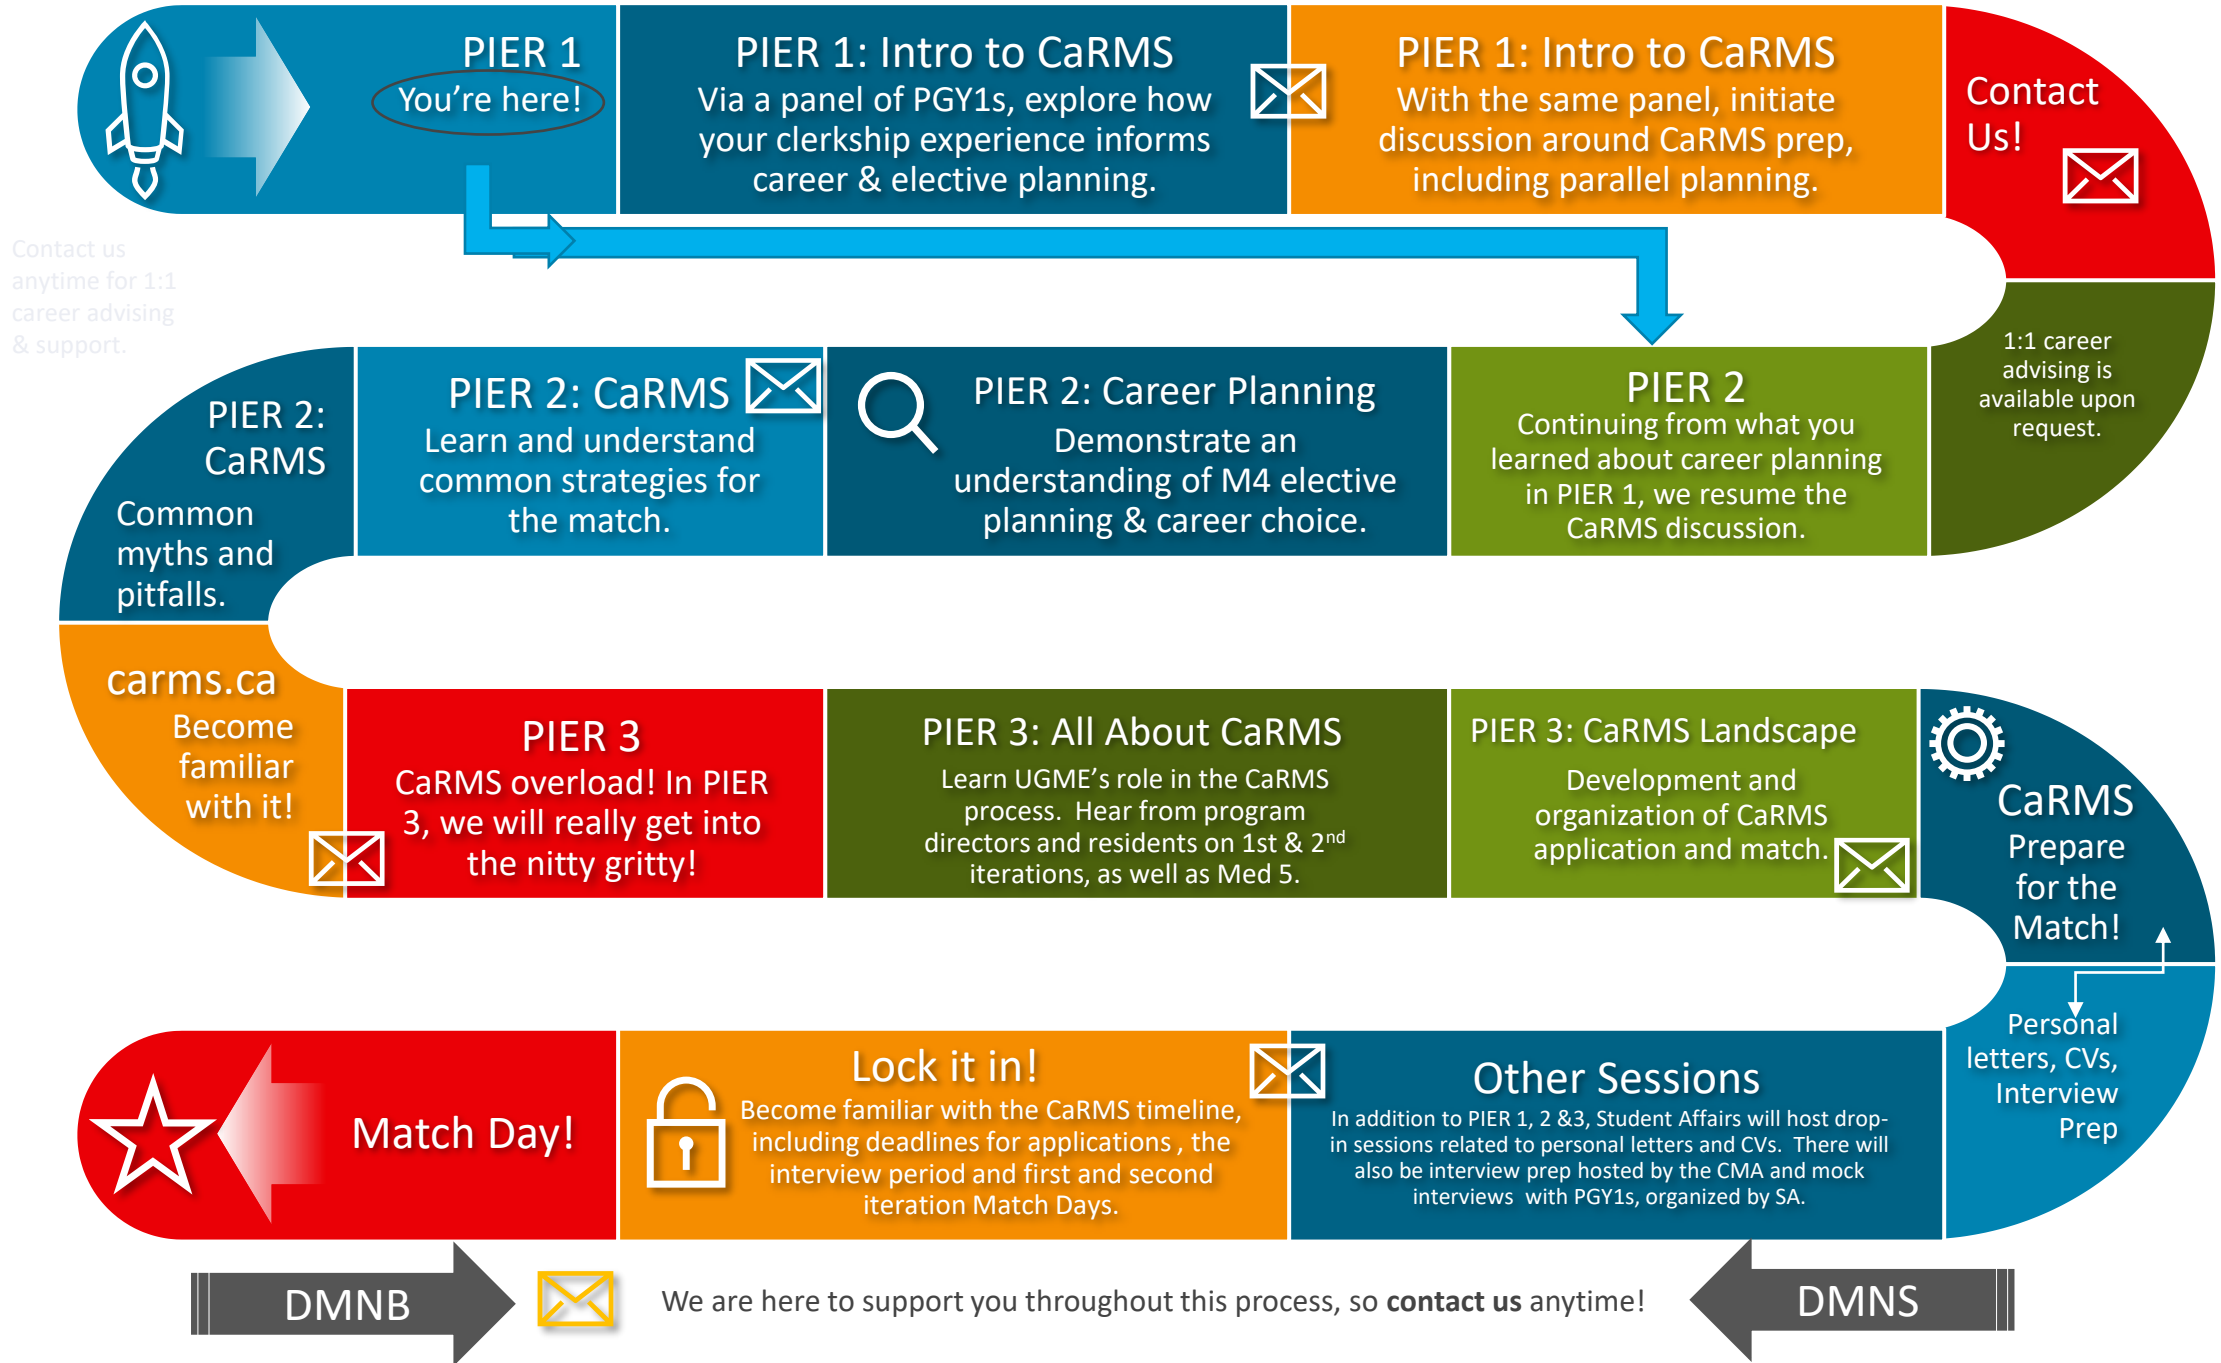 PIER 1
You’re here!
PIER 1: Intro to CaRMS
Via a panel of PGY1s, explore how
your clerkship experience informs
career & elective planning.
PIER 1: Intro to CaRMS
With the same panel, initiate
discussion around CaRMS prep,
including parallel planning.
Contact
Us!
Contact us
anytime for 1:1
career advising
& support.
1:1 career
advising is
available upon
request.
PIER 2
Continuing from what you
learned about career planning
in PIER 1, we resume the
CaRMS discussion.
PIER 2: Career Planning
Demonstrate an
understanding of M4 elective
planning & career choice.
PIER 2: CaRMS
Learn and understand
common strategies for
the match.
PIER 2:
CaRMS
Common
myths and
pitfalls.
carms.ca
Become
familiar
with it!
PIER 3
CaRMS overload! In PIER
3, we will really get into
the nitty gritty!
PIER 3: All About CaRMS
Learn UGME’s role in the CaRMS
process.  Hear from program
directors and residents on 1st & 2nd
iterations, as well as Med 5.
PIER 3: CaRMS Landscape
Development and
organization of CaRMS
application and match.
CaRMS
Prepare
for the
Match!
Personal
letters, CVs,
Interview
Prep
Other Sessions
In addition to PIER 1, 2 &3, Student Affairs will host drop-
in sessions related to personal letters and CVs.  There will
also be interview prep hosted by the CMA and mock
interviews  with PGY1s, organized by SA.
Lock it in!
Become familiar with the CaRMS timeline,
including deadlines for applications , the
interview period and first and second
iteration Match Days.
Match Day!
DMNB
We are here to support you throughout this process, so contact us anytime!
DMNS